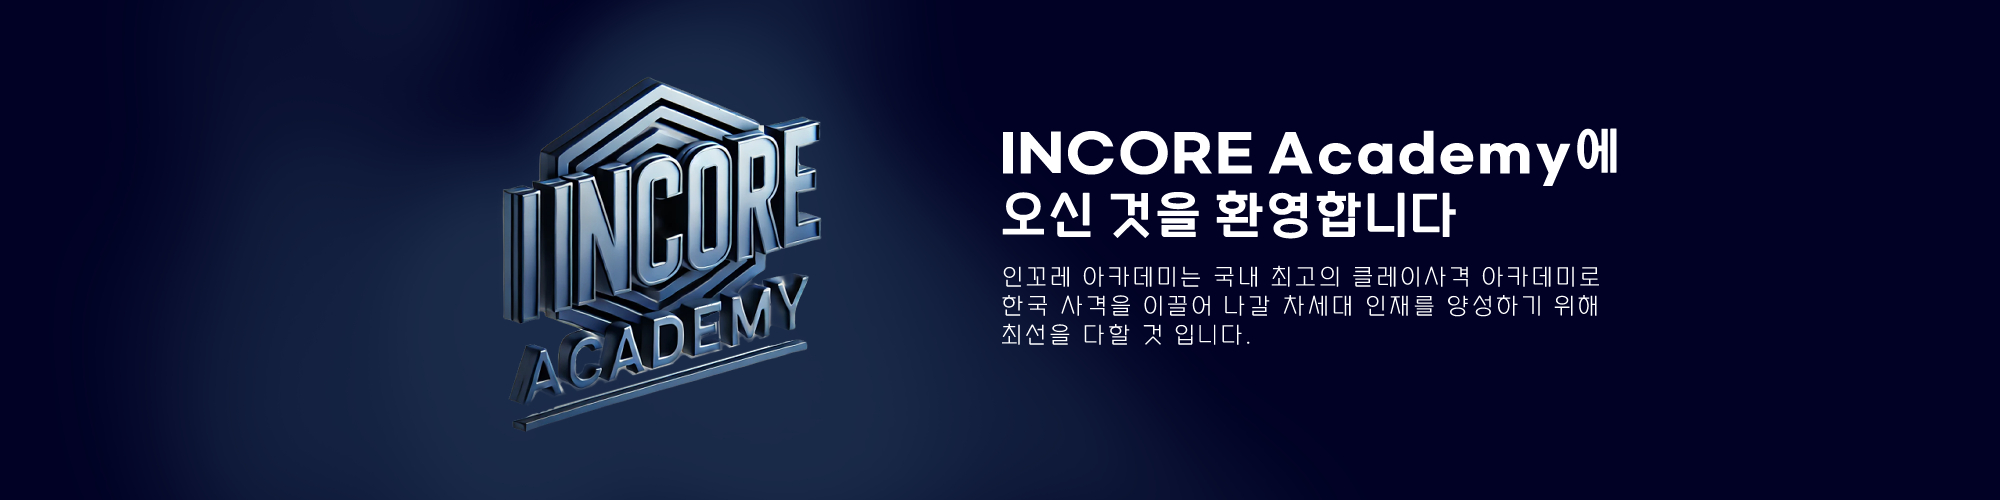 IINCORE
ACADEMY
INCORE Academy에
오신 것을 환영합니다
인꼬레 아카데미는 국내 최고의 클레이사격 아카데미로
한국 사격을 이끌어 나갈 차세대 인재를 양성하기 위해
최선을 다할 것 입니다.